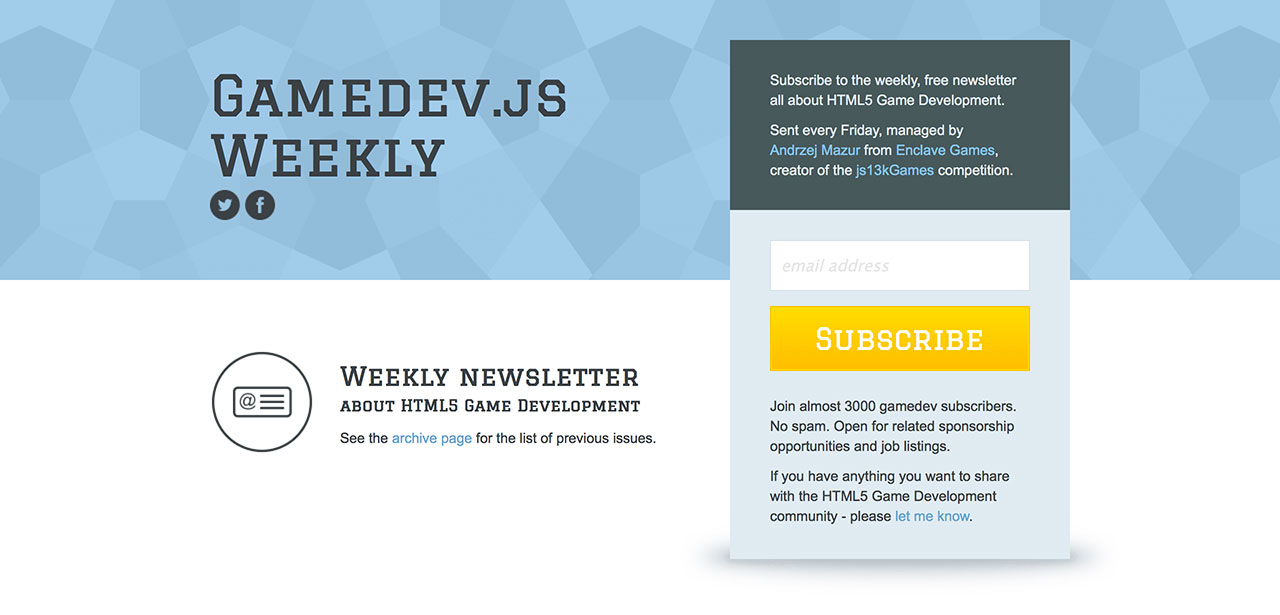 Gamedev.js
Weekly
Subscribe to the weekly, free newsletter
all about HTML5 Game Development.
Sent every Friday, managed by
Andrzej Mazur from Enclave Games,
creator of the js13kGames competition.
email address
Subscribe
Join almost 3000 gamedev subscribers.
No spam. Open for related sponsorship
opportunities and job listings.
If you have anything you want to share
with the HTML5 Game Development
community - please let me know.
@
Weekly newsletter
about HTML5 Game Development
See the archive page for the list of previous issues.